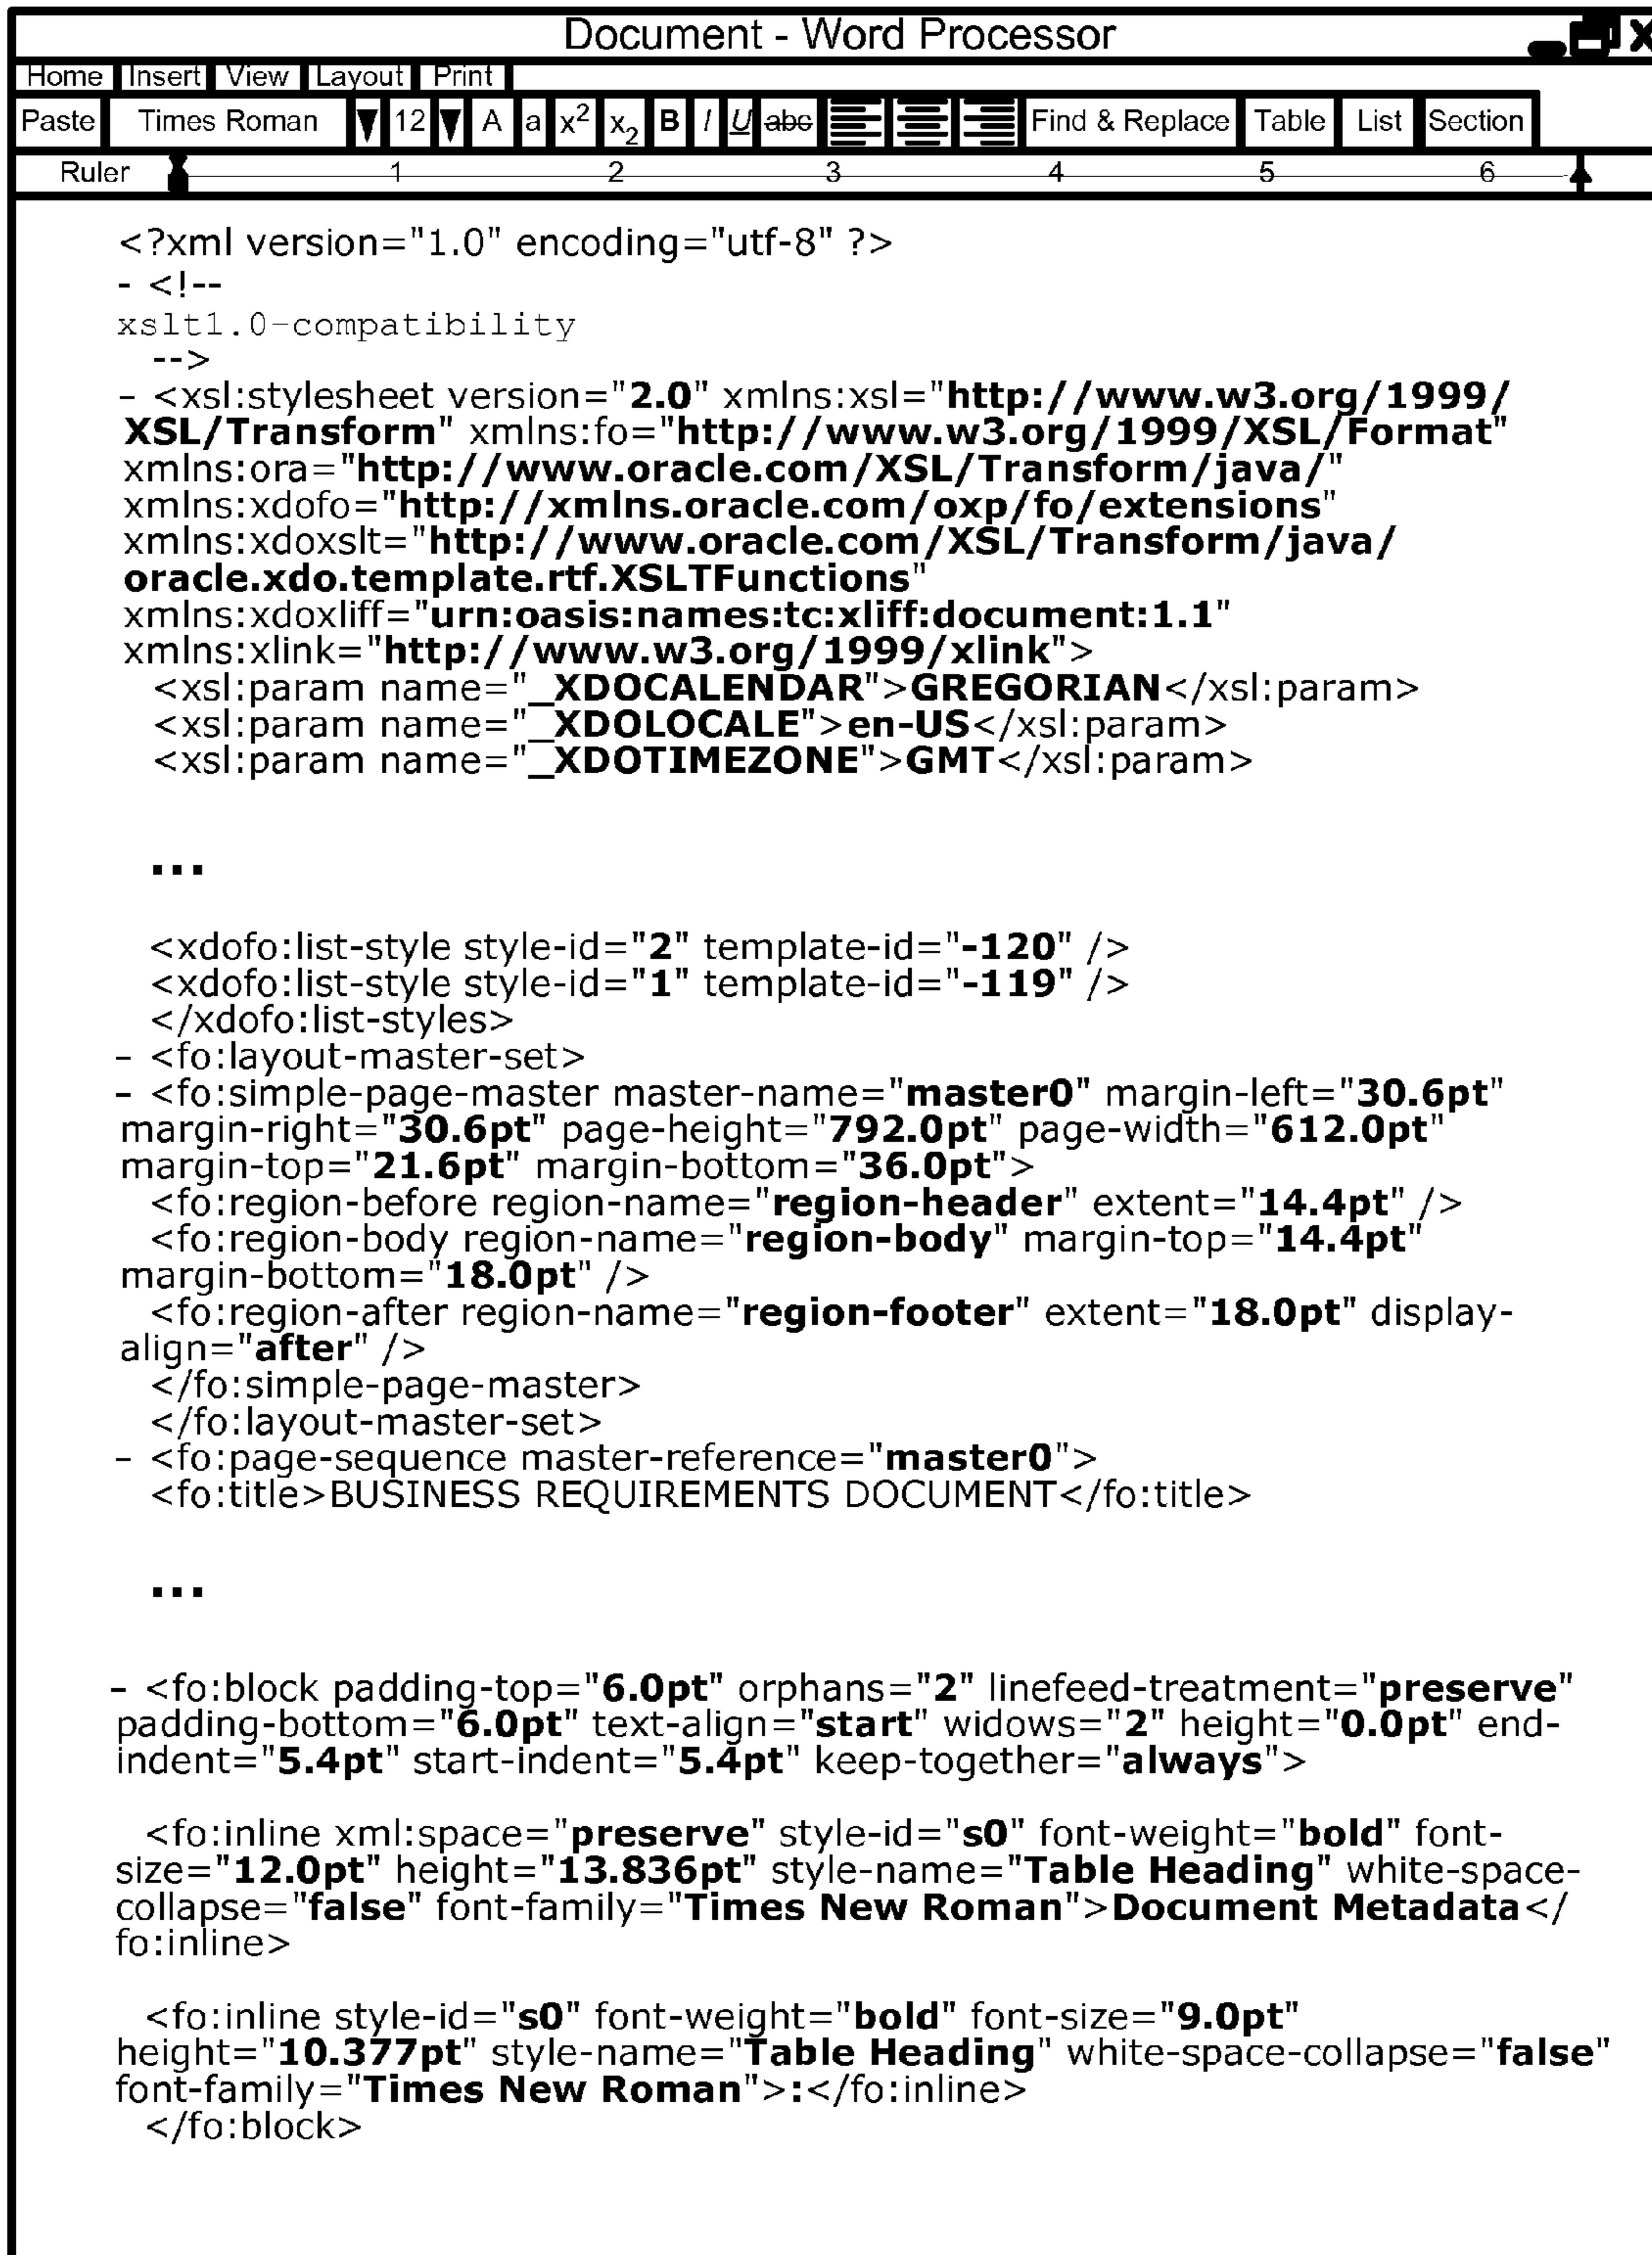 Document - Word Processor
Home Insert View Layout Print
Paste Times Roman 12 A a x² x₂ B I U abc Find & Replace Table List Section
Ruler 1 2 3 4 5 6
<?xml version="1.0" encoding="utf-8" ?>
- <!--
xslt1.0-compatibility
-->
- <xsl:stylesheet version="2.0" xmlns:xsl="http://www.w3.org/1999/
XSL/Transform" xmlns:fo="http://www.w3.org/1999/XSL/Format"
xmlns:ora="http://www.oracle.com/XSL/Transform/java/"
xmlns:xdofo="http://xmlns.oracle.com/oxp/fo/extensions"
xmlns:xdoxslt="http://www.oracle.com/XSL/Transform/java/
oracle.xdo.template.rtf.XSLTFunctions"
xmlns:xdoxliff="urn:oasis:names:tc:xliff:document:1.1"
xmlns:xlink="http://www.w3.org/1999/xlink">
<xsl:param name="_XDOCALENDAR">GREGORIAN</xsl:param>
<xsl:param name="_XDOLOCALE">en-US</xsl:param>
<xsl:param name="_XDOTIMEZONE">GMT</xsl:param>
...
<xdofo:list-style style-id="2" template-id="-120" />
<xdofo:list-style style-id="1" template-id="-119" />
</xdofo:list-styles>
- <fo:layout-master-set>
- <fo:simple-page-master master-name="master0" margin-left="30.6pt"
margin-right="30.6pt" page-height="792.0pt" page-width="612.0pt"
margin-top="21.6pt" margin-bottom="36.0pt">
<fo:region-before region-name="region-header" extent="14.4pt" />
<fo:region-body region-name="region-body" margin-top="14.4pt"
margin-bottom="18.0pt" />
<fo:region-after region-name="region-footer" extent="18.0pt" display-
align="after" />
</fo:simple-page-master>
</fo:layout-master-set>
- <fo:page-sequence master-reference="master0">
<fo:title>BUSINESS REQUIREMENTS DOCUMENT</fo:title>
...
- <fo:block padding-top="6.0pt" orphans="2" linefeed-treatment="preserve"
padding-bottom="6.0pt" text-align="start" widows="2" height="0.0pt" end-
indent="5.4pt" start-indent="5.4pt" keep-together="always">
<fo:inline xml:space="preserve" style-id="s0" font-weight="bold" font-
size="12.0pt" height="13.836pt" style-name="Table Heading" white-space-
collapse="false" font-family="Times New Roman">Document Metadata</
fo:inline>
<fo:inline style-id="s0" font-weight="bold" font-size="9.0pt"
height="10.377pt" style-name="Table Heading" white-space-collapse="false"
font-family="Times New Roman">:</fo:inline>
</fo:block>